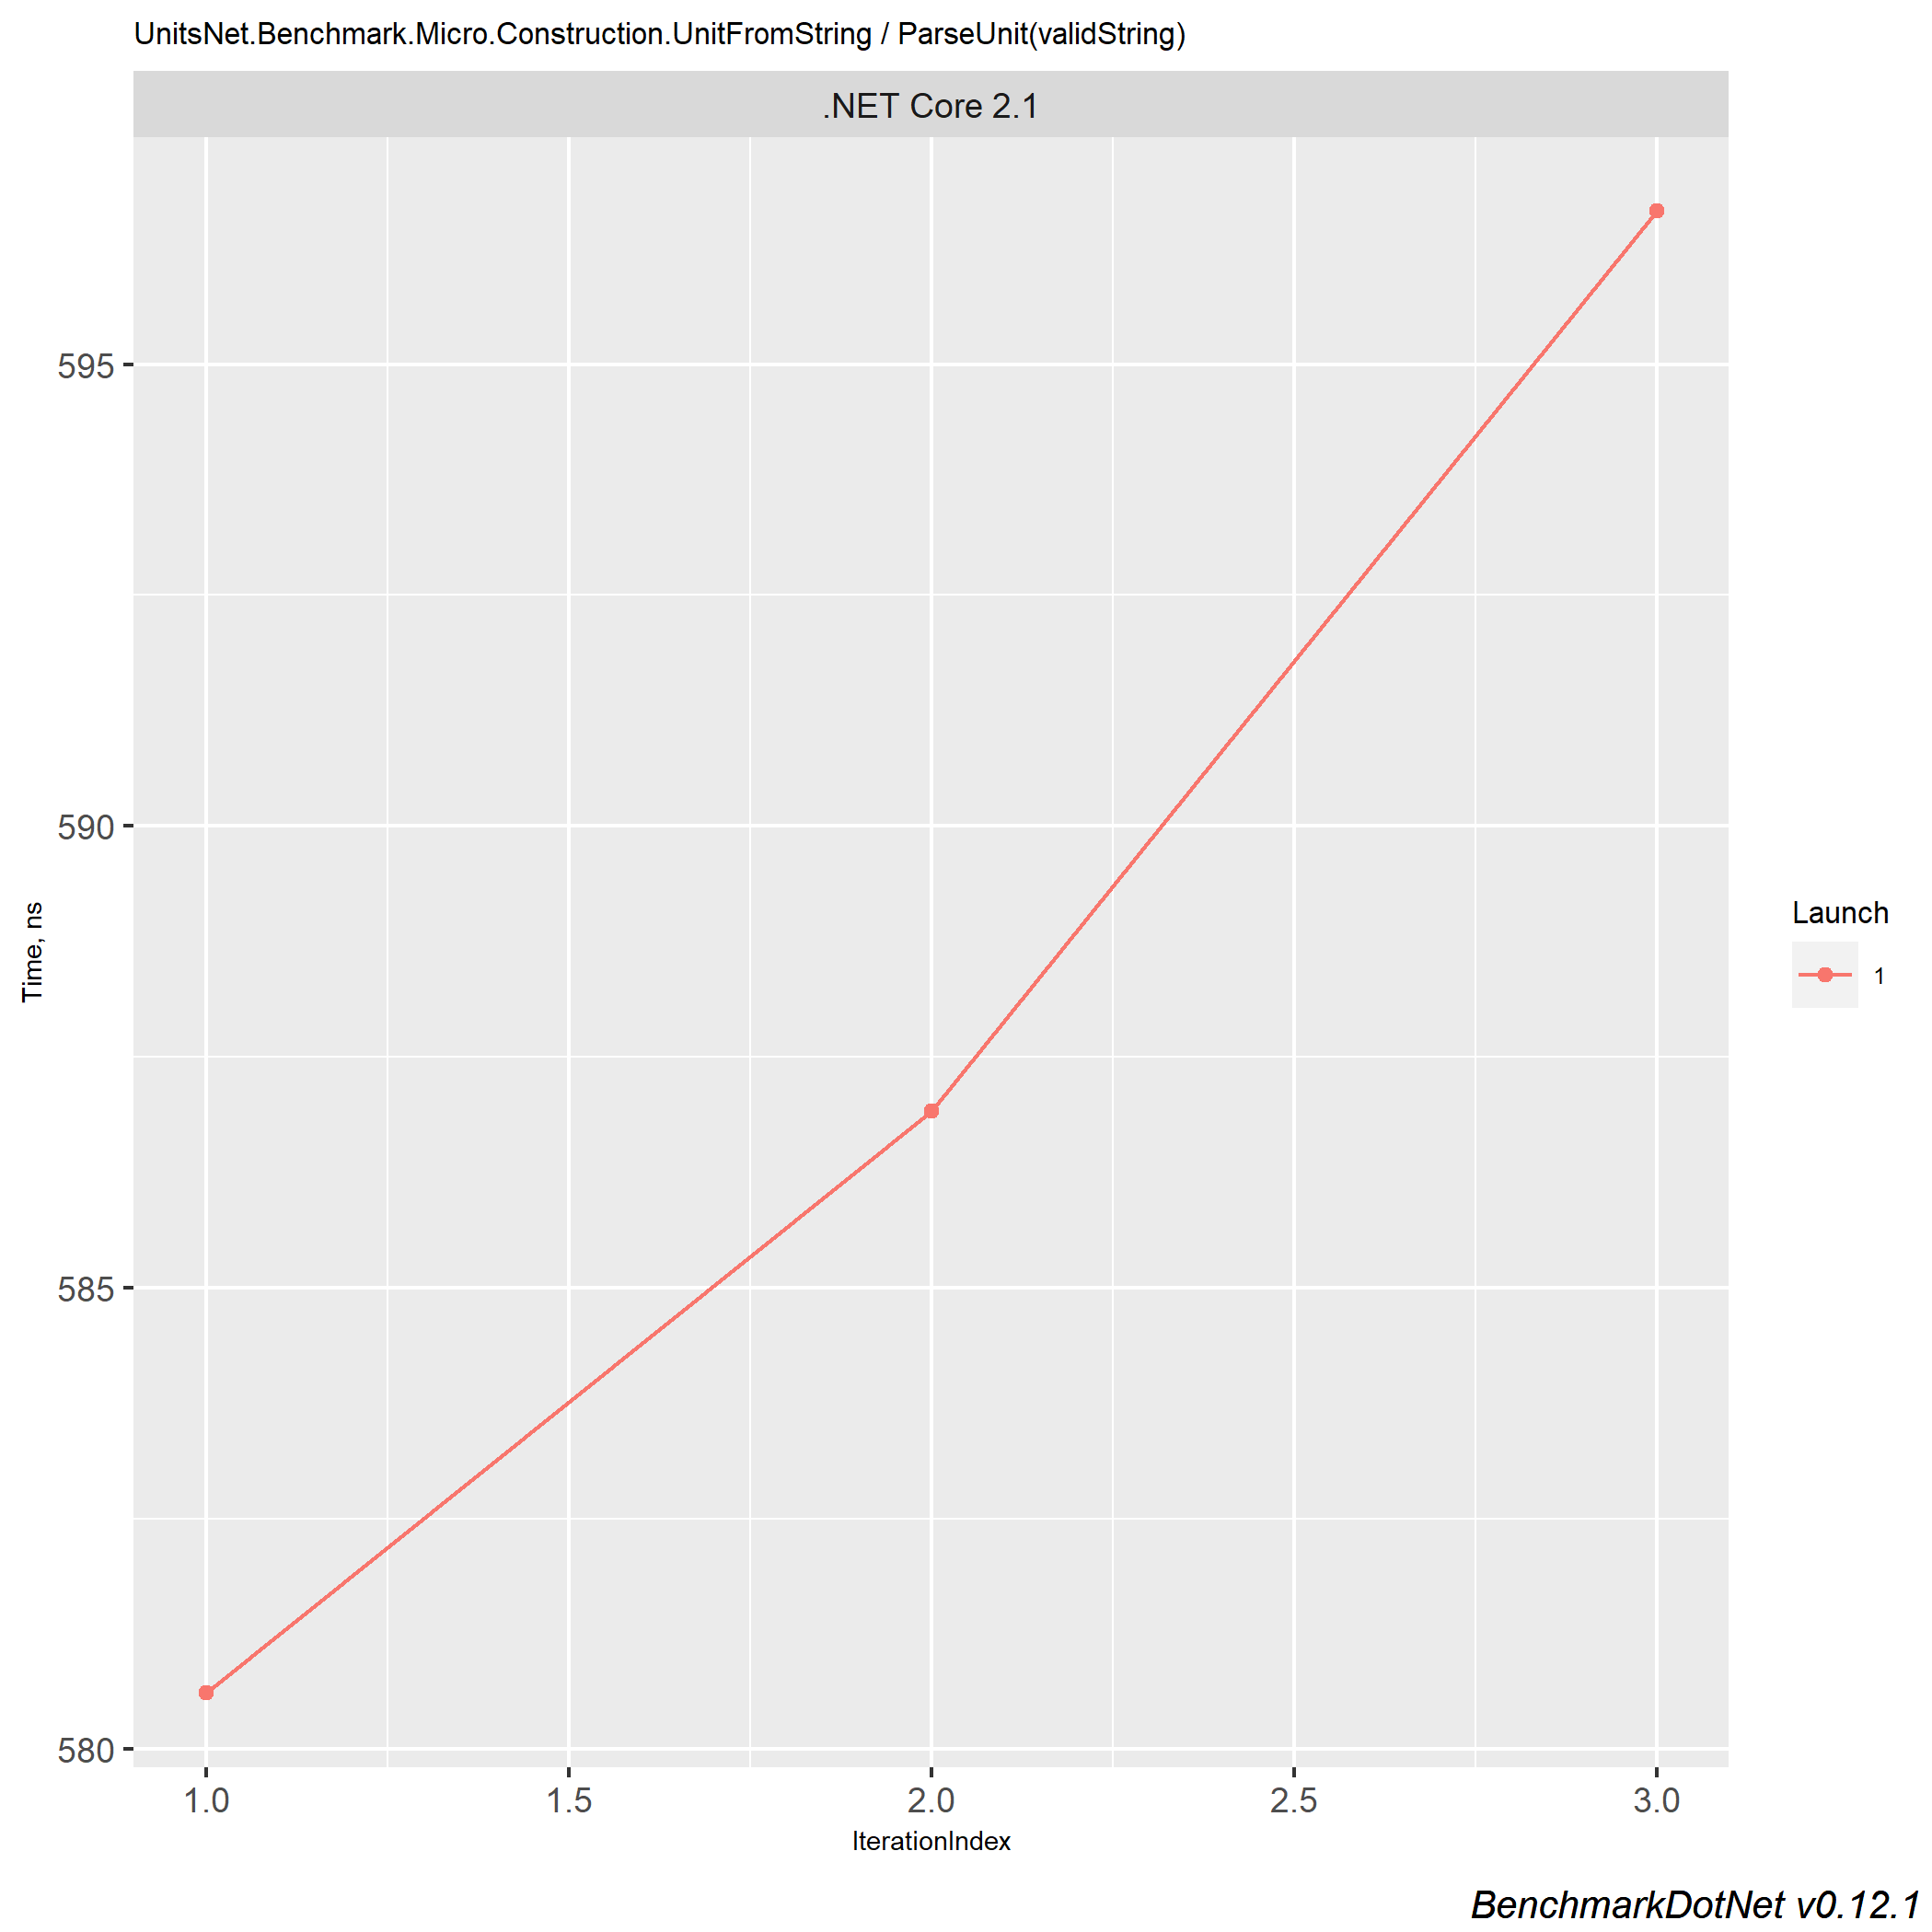 UnitsNet.Benchmark.Micro.Construction.UnitFromString / ParseUnit(validString)
.NET Core 2.1
595
590
585
580
Time, ns
1.0 1.5 2.0 2.5 3.0
IterationIndex
Launch
1
BenchmarkDotNet v0.12.1